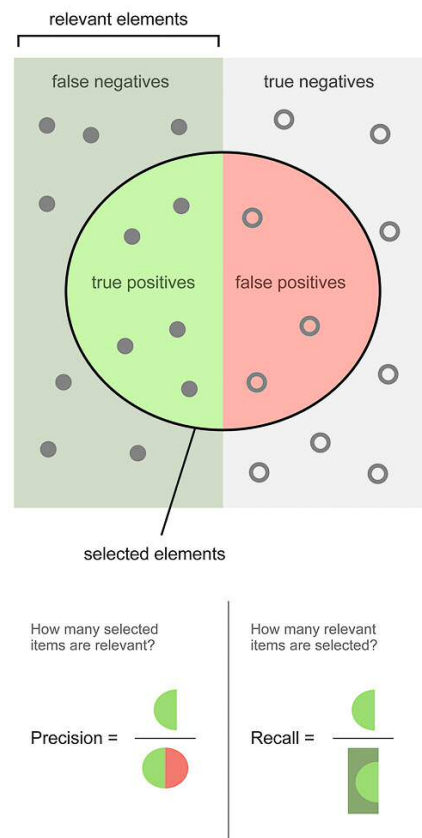 relevant elements
false negatives
true negatives
true positives
false positives
selected elements
How many selected
items are relevant?
How many relevant
items are selected?
Precision =
Recall =